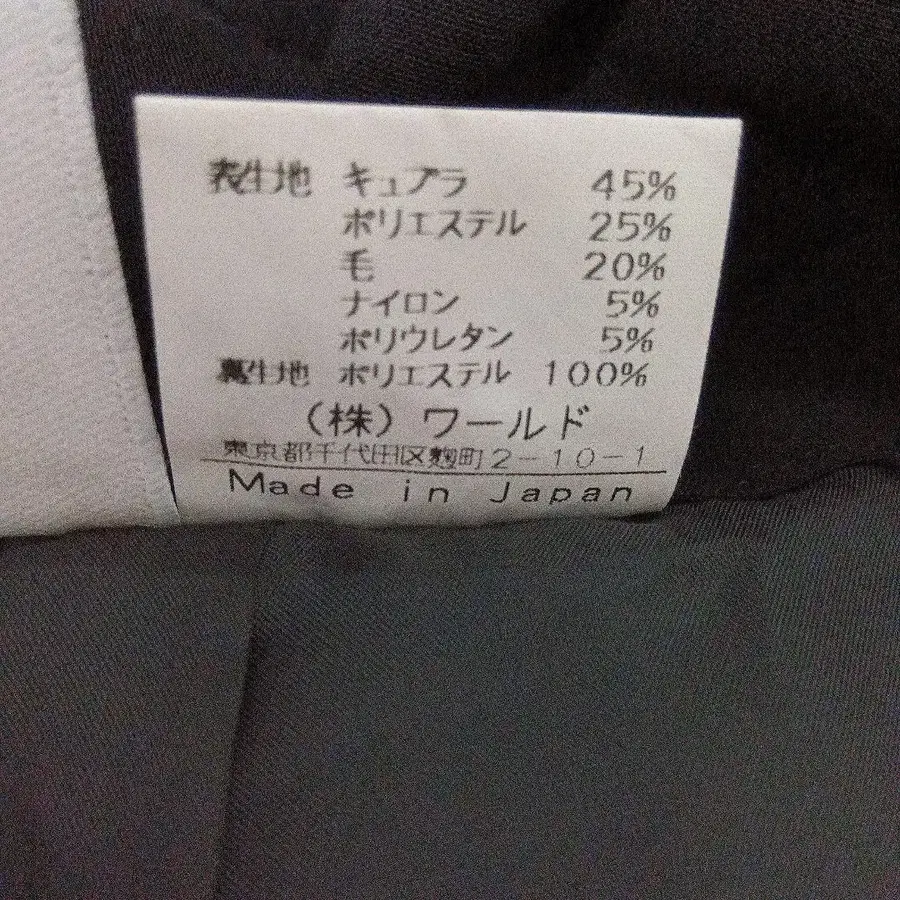 表生地 キュプラ 45%
ポリエステル 25%
毛 20%
ナイロン 5%
ポリウレタン 5%
裏生地 ポリエステル 100%
(株)ワールド
東京都千代田区麹町2-10-1
Made in Japan